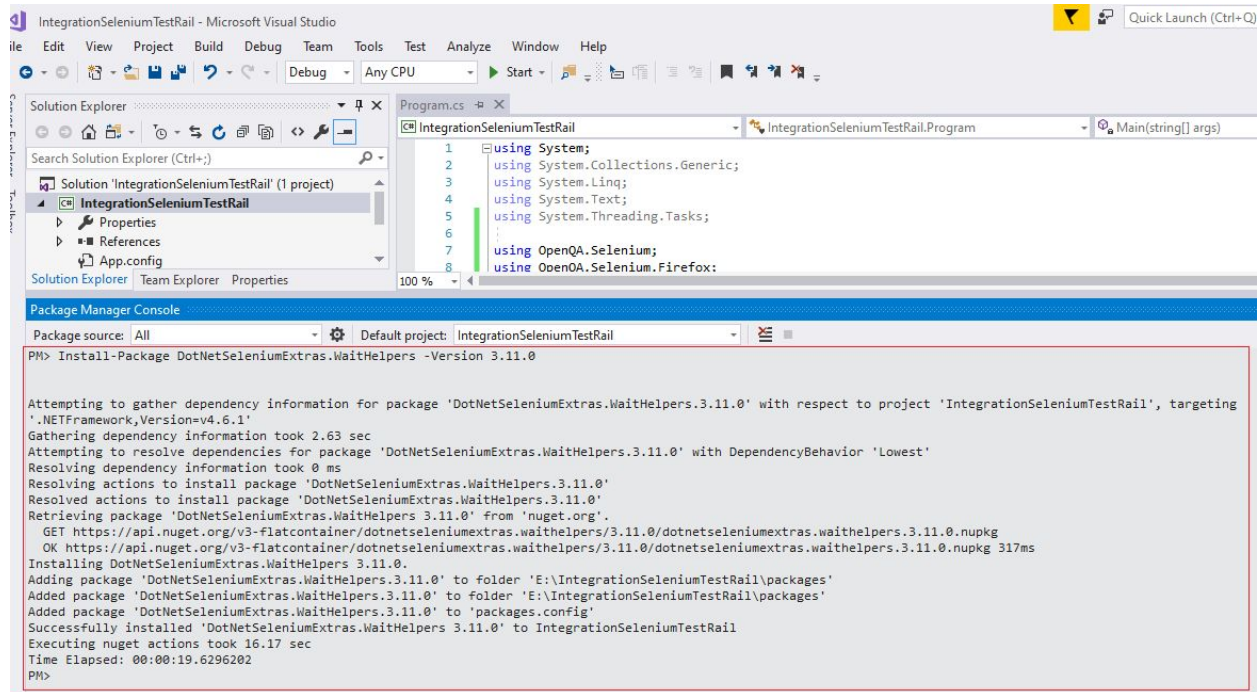 IntegrationSeleniumTestRail - Microsoft Visual Studio
Quick Launch (Ctrl+Q)
Edit View Project Build Debug Team Tools Test Analyze Window Help
Debug Any CPU Start
Solution Explorer
Program.cs
IntegrationSeleniumTestRail IntegrationSeleniumTestRail.Program Main(string[] args)
Search Solution Explorer (Ctrl+;)
Solution 'IntegrationSeleniumTestRail' (1 project)
IntegrationSeleniumTestRail
Properties
References
App.config
Solution Explorer Team Explorer Properties
1 using System;
2 using System.Collections.Generic;
3 using System.Linq;
4 using System.Text;
5 using System.Threading.Tasks;
6
7 using OpenQA.Selenium;
8 using OpenQA.Selenium.Firefox;
100 %
Package Manager Console
Package source: All Default project: IntegrationSeleniumTestRail
PM> Install-Package DotNetSeleniumExtras.WaitHelpers -Version 3.11.0
Attempting to gather dependency information for package 'DotNetSeleniumExtras.WaitHelpers.3.11.0' with respect to project 'IntegrationSeleniumTestRail', targeting
'.NETFramework,Version=v4.6.1'
Gathering dependency information took 2.63 sec
Attempting to resolve dependencies for package 'DotNetSeleniumExtras.WaitHelpers.3.11.0' with DependencyBehavior 'Lowest'
Resolving dependency information took 0 ms
Resolving actions to install package 'DotNetSeleniumExtras.WaitHelpers.3.11.0'
Resolved actions to install package 'DotNetSeleniumExtras.WaitHelpers.3.11.0'
Retrieving package 'DotNetSeleniumExtras.WaitHelpers 3.11.0' from 'nuget.org'.
GET https://api.nuget.org/v3-flatcontainer/dotnetseleniumextras.waithelpers/3.11.0/dotnetseleniumextras.waithelpers.3.11.0.nupkg
OK https://api.nuget.org/v3-flatcontainer/dotnetseleniumextras.waithelpers/3.11.0/dotnetseleniumextras.waithelpers.3.11.0.nupkg 317ms
Installing DotNetSeleniumExtras.WaitHelpers 3.11.0.
Adding package 'DotNetSeleniumExtras.WaitHelpers.3.11.0' to folder 'E:\IntegrationSeleniumTestRail\packages'
Added package 'DotNetSeleniumExtras.WaitHelpers.3.11.0' to folder 'E:\IntegrationSeleniumTestRail\packages'
Added package 'DotNetSeleniumExtras.WaitHelpers.3.11.0' to 'packages.config'
Successfully installed 'DotNetSeleniumExtras.WaitHelpers 3.11.0' to IntegrationSeleniumTestRail
Executing nuget actions took 16.17 sec
Time Elapsed: 00:00:19.6296202
PM>